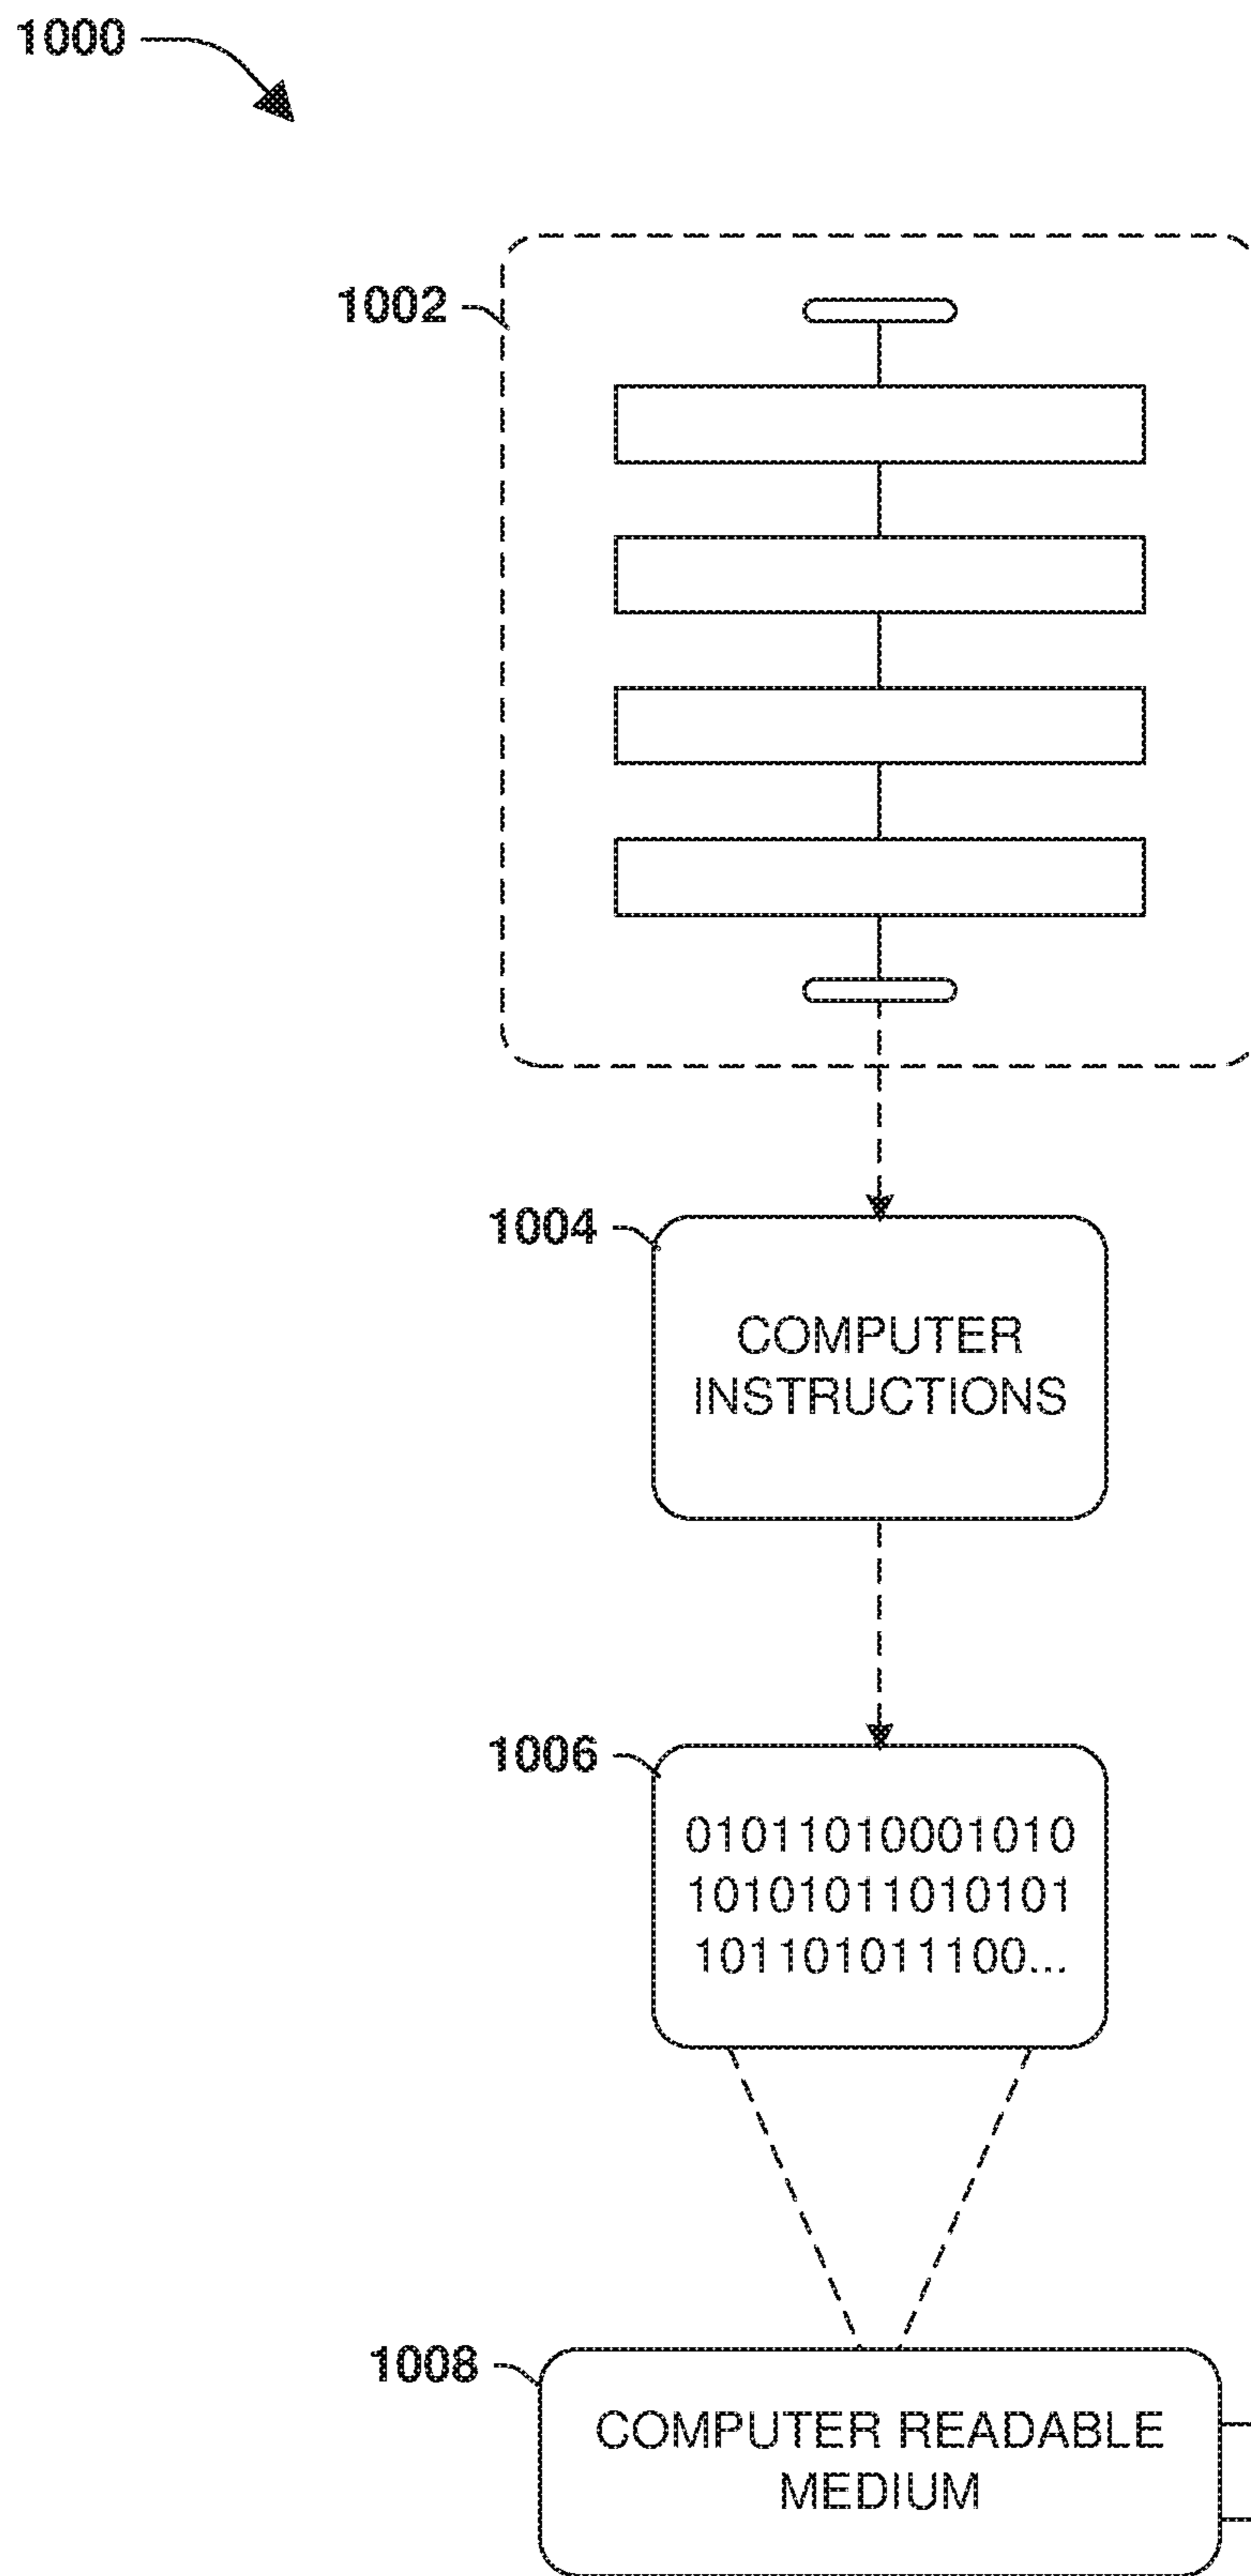 1000
1002
1004
COMPUTER
INSTRUCTIONS
1006
01011010001010
10101011010101
101101011100...
1008
COMPUTER READABLE
MEDIUM